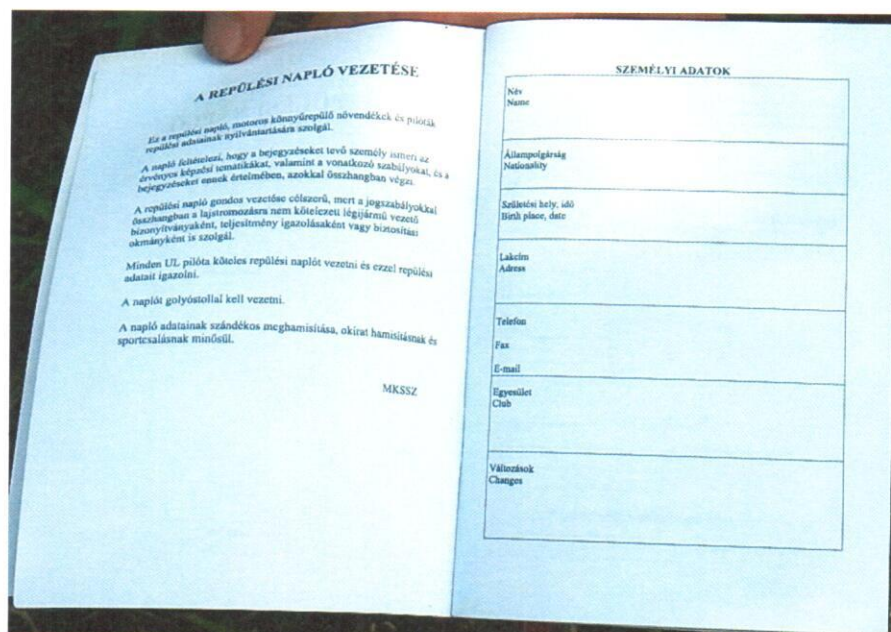 A REPÜLÉSI NAPLÓ VEZETÉSE
Ez a repülési napló, motoros könnyűrepülő növendékek és pilóták
repülési adatainak nyilvántartására szolgál.
A napló feltételezi, hogy a bejegyzéseket tevő személy ismeri az
érvényes képzési tematikákat, valamint a vonatkozó szabályokat, és a
bejegyzéseket ennek értelmében, azokkal összhangban végzi.
A repülési napló gondos vezetése célszerű, mert a jogszabályokkal
összhangban a lajstromozásra nem kötelezett légijármű vezető
bizonyítványaként, teljesítmény igazolásaként vagy biztosítási
okmányként is szolgál.
Minden UL pilóta köteles repülési naplót vezetni és ezzel repülési
adatait igazolni.
A naplót golyóstollal kell vezetni.
A napló adatainak szándékos meghamisítása, okirat hamisításnak és
sportcsalásnak minősül.
MKSSZ
SZEMÉLYI ADATOK
Név
Name
Állampolgárság
Nationality
Születési hely, idő
Birth place, date
Lakcím
Adress
Telefon
Fax
E-mail
Egyesület
Club
Változások
Changes